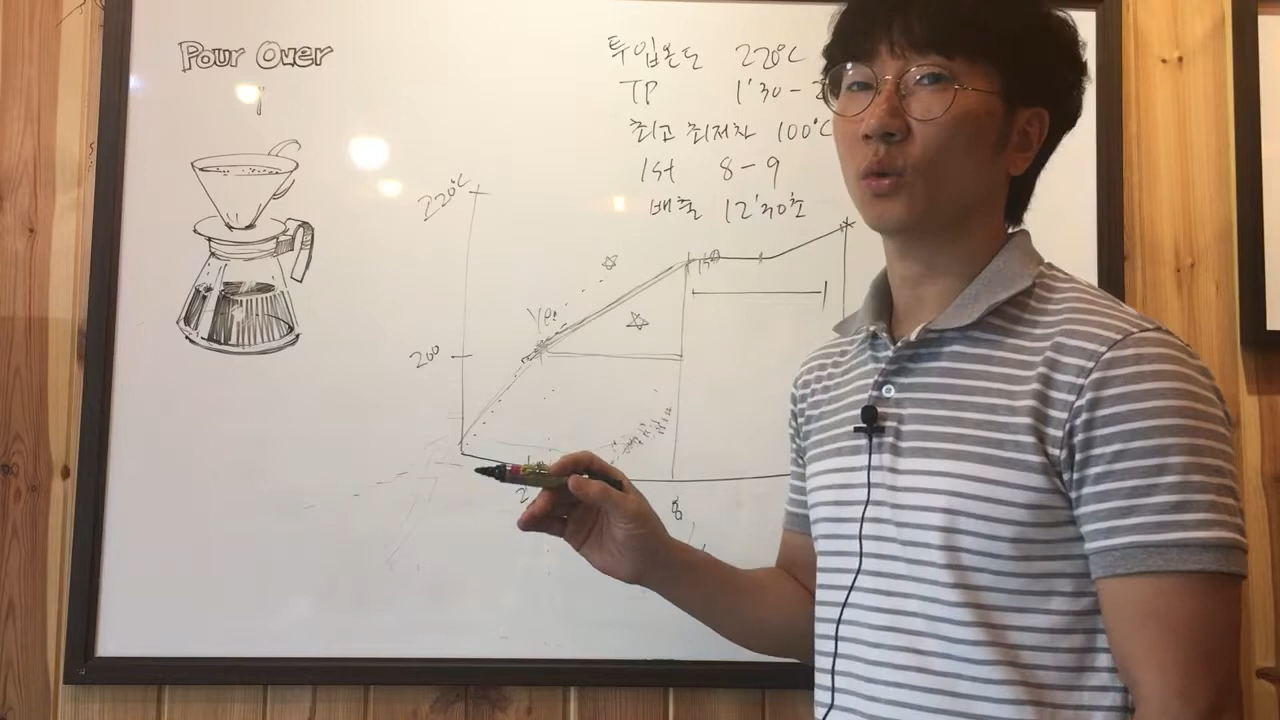 Pour Over
투입온도 220℃
TP 1'30 -
최고 최저차 100℃
1st 8-9
배출 12'30초
220℃
200
8